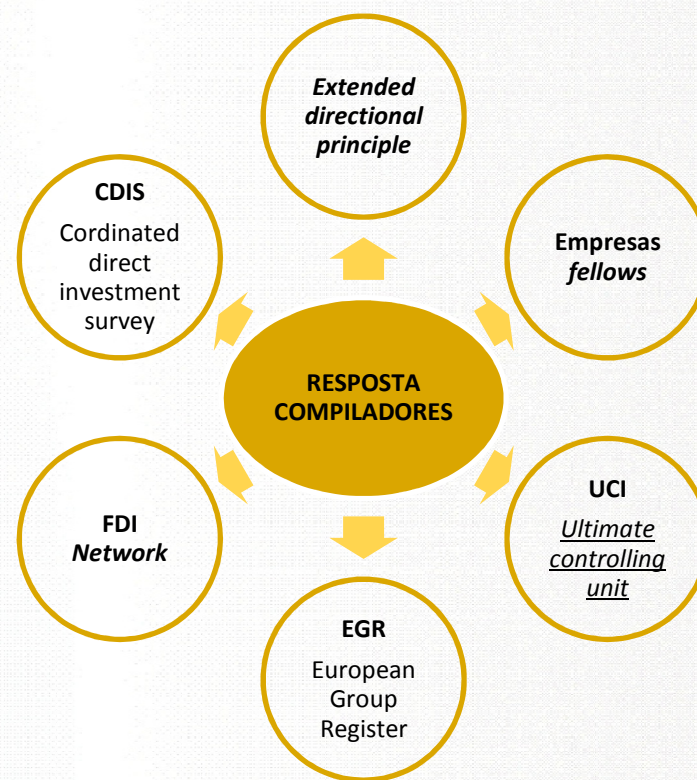 Extended
directional
principle
CDIS
Cordinated
direct
investment
survey
Empresas
fellows
RESPOSTA
COMPILADORES
FDI
Network
UCI
Ultimate
controlling
unit
EGR
European
Group
Register